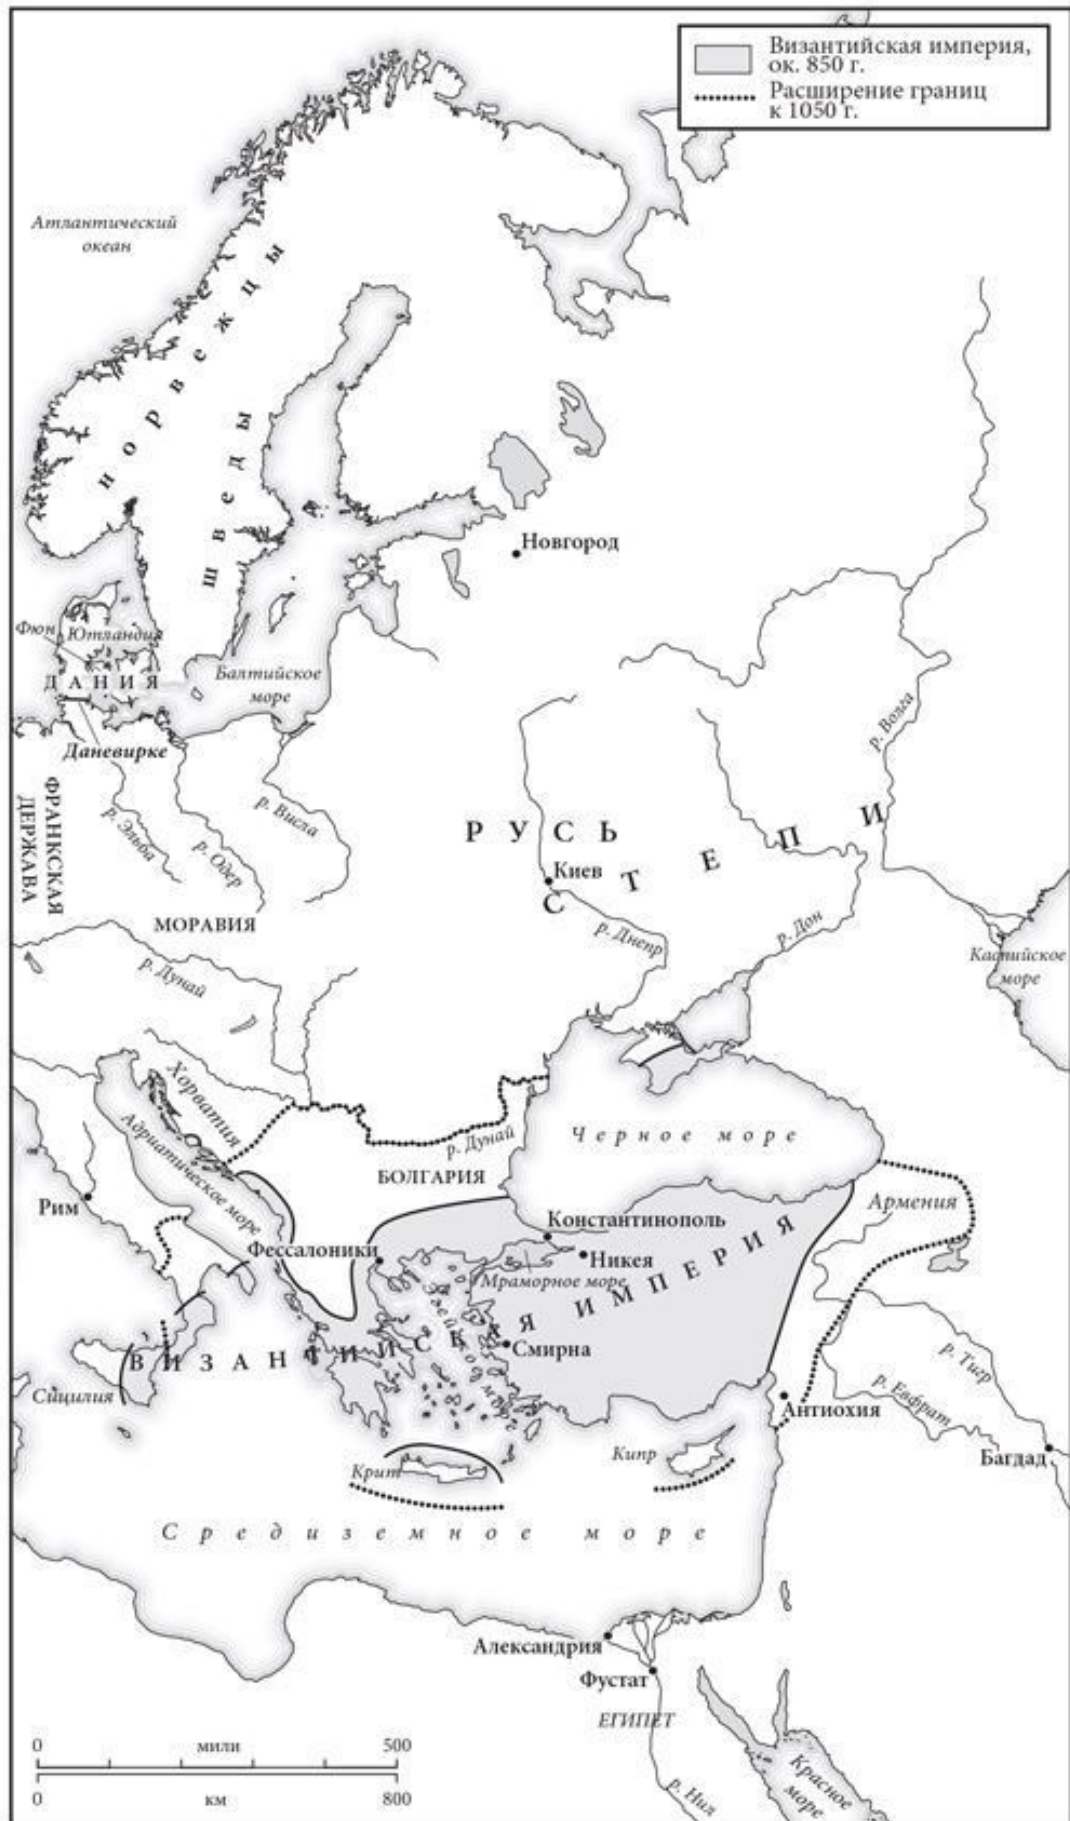 Византийская империя,
ок. 850 г.
Расширение границ
к 1050 г.
Атлантический
океан
норвежцы
шведы
Новгород
Фюн
Ютландия
ДАНИЯ
Балтийское
море
Даневирке
р. Волга
ФРАНКСКАЯ
ДЕРЖАВА
р. Эльба
р. Одер
р. Висла
РУСЬ
СТЕПИ
Киев
МОРАВИЯ
р. Днепр
р. Дон
Каспийское
море
р. Дунай
Хорватия
Адриатическое море
р. Дунай
Черное море
БОЛГАРИЯ
Рим
Армения
Константинополь
Фессалоники
Никея
Мраморное море
Эгейское море
ВИЗАНТИЙСКАЯ ИМПЕРИЯ
Смирна
Сицилия
р. Тигр
р. Евфрат
Антиохия
Багдад
Крит
Кипр
Средиземное море
Александрия
Фустат
ЕГИПЕТ
р. Нил
Красное
море
0 мили 500
0 км 800